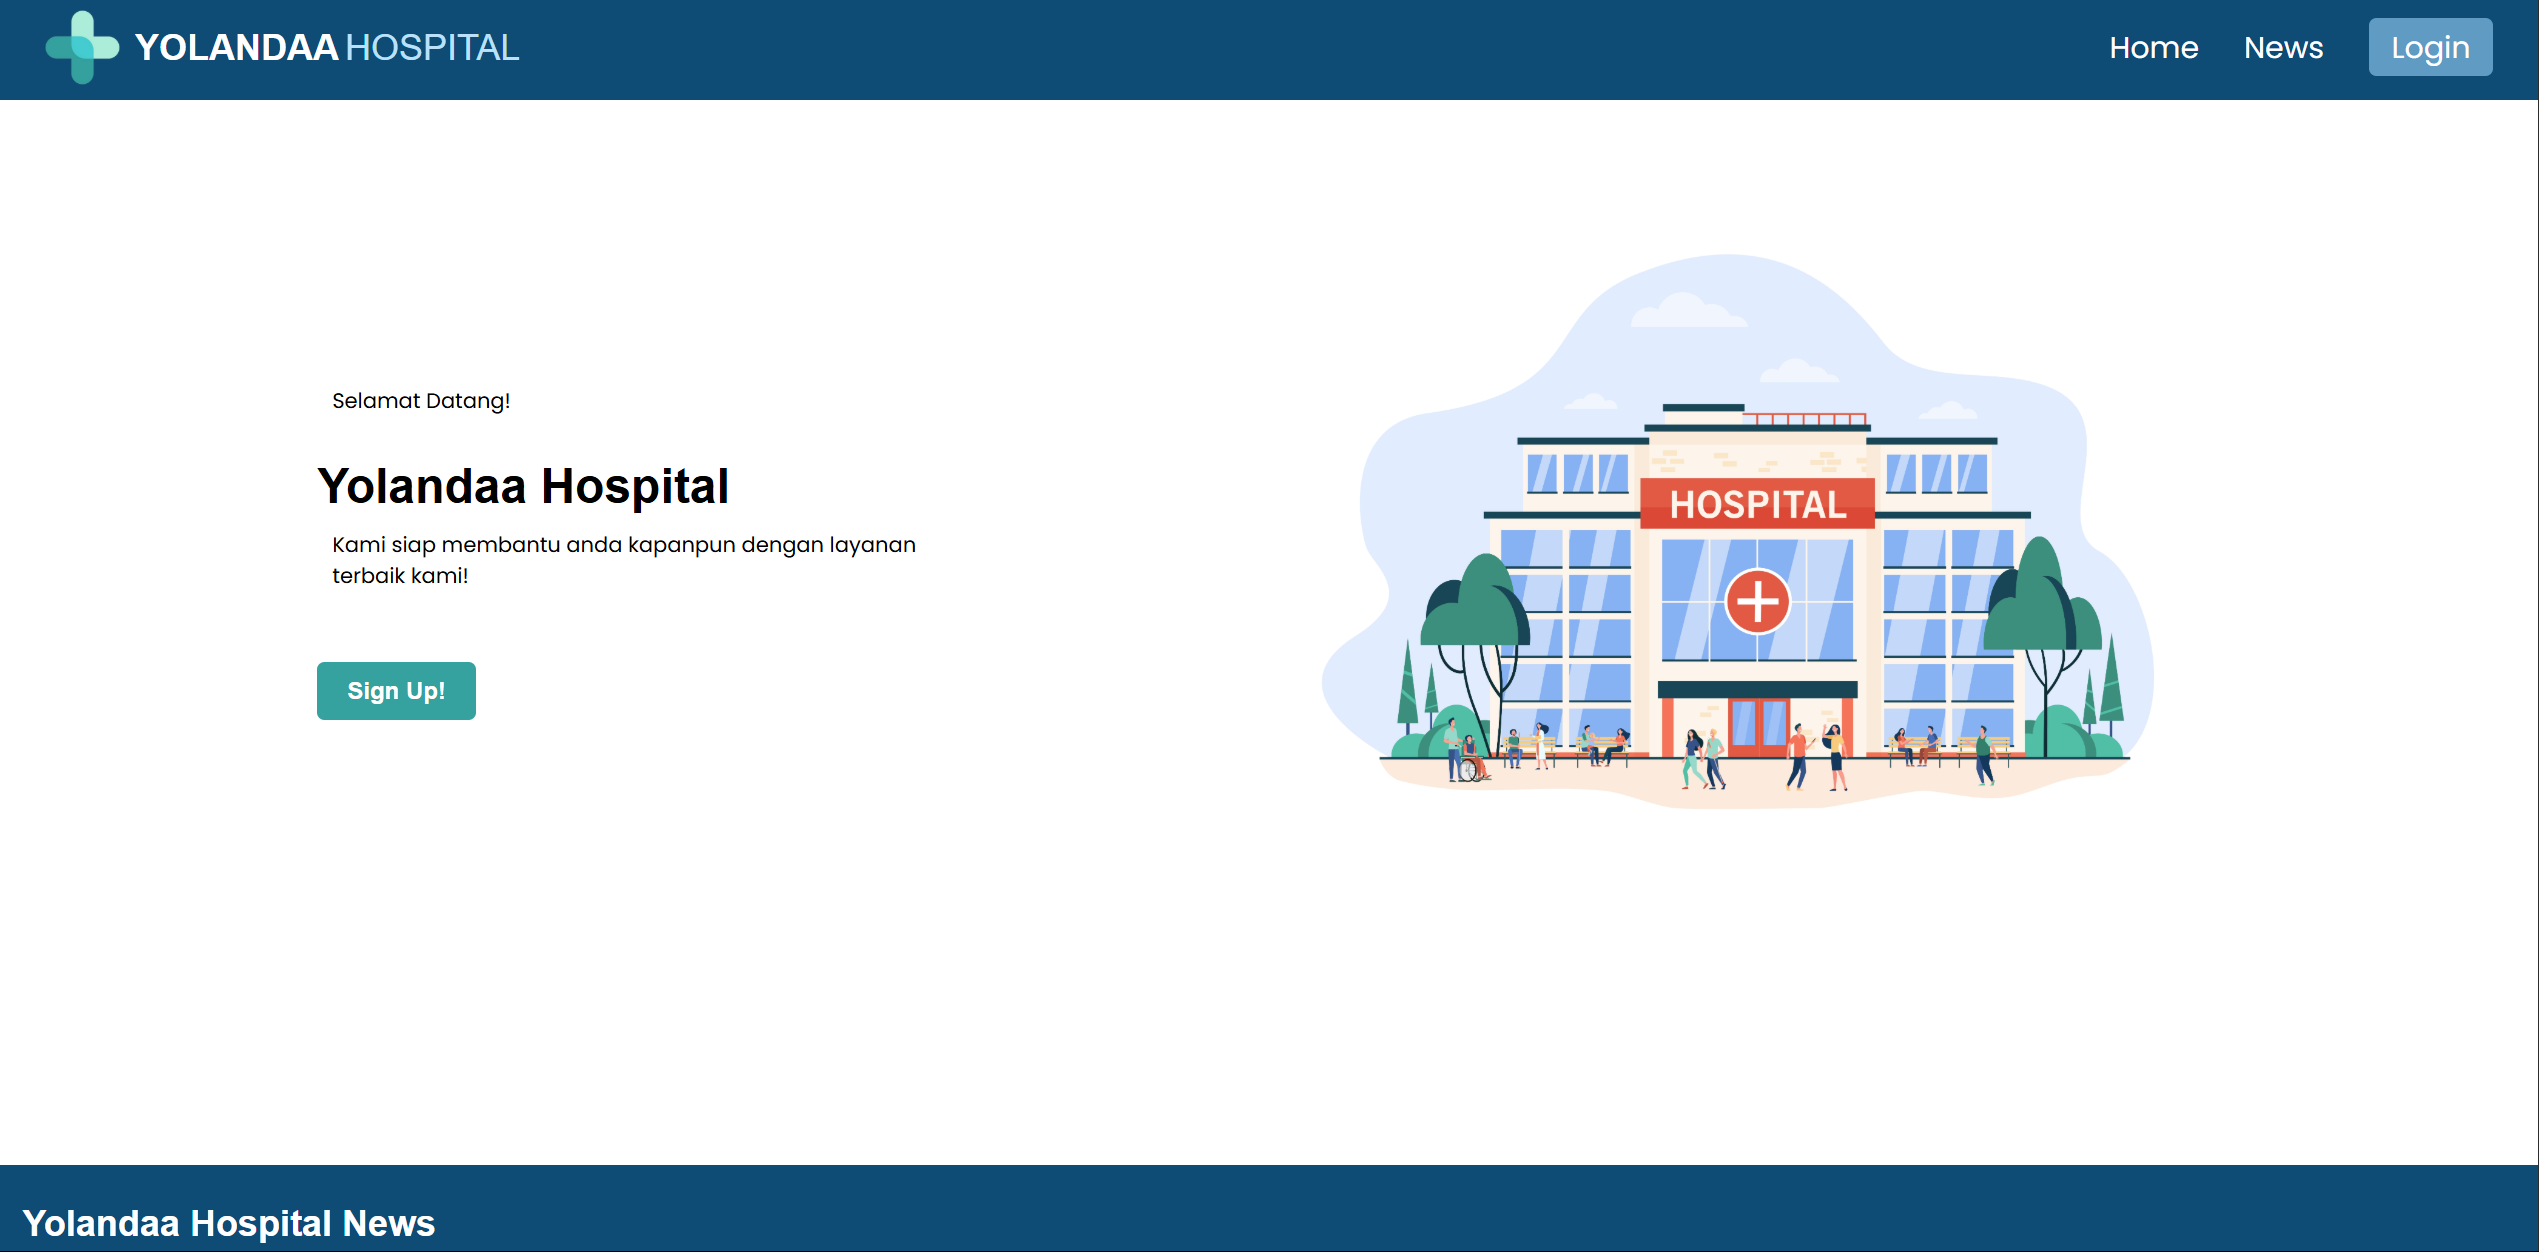 YOLANDAA HOSPITAL
Home News Login
Selamat Datang!
Yolandaa Hospital
Kami siap membantu anda kapanpun dengan layanan
terbaik kami!
Sign Up!
HOSPITAL
Yolandaa Hospital News